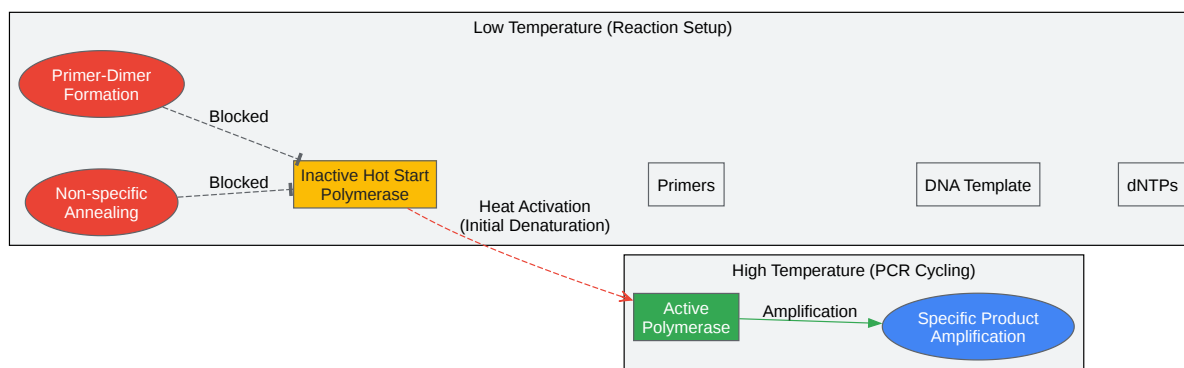 Low Temperature (Reaction Setup)
Primer-Dimer
Formation
Blocked
Non-specific
Annealing
Blocked
Inactive Hot Start
Polymerase
Primers
DNA Template
dNTPs
Heat Activation
(Initial Denaturation)
High Temperature (PCR Cycling)
Active
Polymerase
Amplification
Specific Product
Amplification